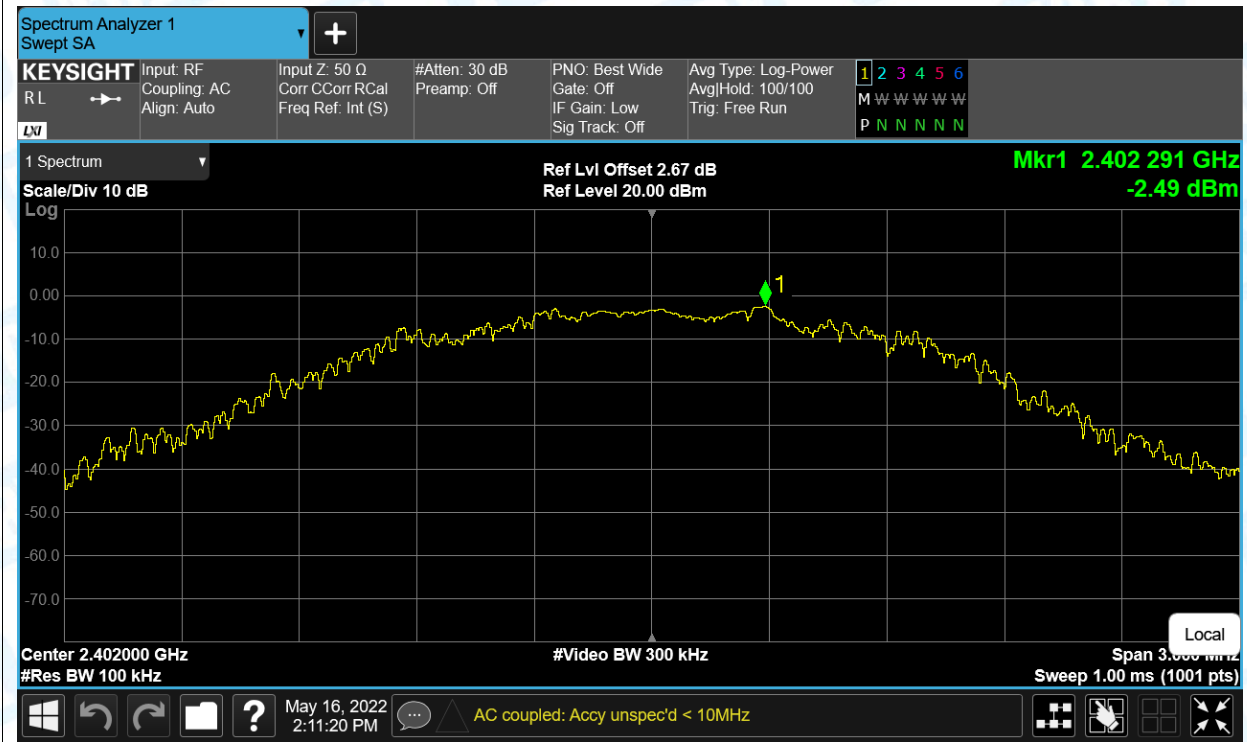 Spectrum Analyzer 1
Swept SA
KEYSIGHT
R L
LXI
Input: RF
Coupling: AC
Align: Auto
Input Z: 50 Ω
Corr CCorr RCal
Freq Ref: Int (S)
#Atten: 30 dB
Preamp: Off
PNO: Best Wide
Gate: Off
IF Gain: Low
Sig Track: Off
Avg Type: Log-Power
Avg|Hold: 100/100
Trig: Free Run
1 2 3 4 5 6
M W W W W W
P N N N N N
1 Spectrum
Scale/Div 10 dB
Ref Lvl Offset 2.67 dB
Ref Level 20.00 dBm
Mkr1 2.402 291 GHz
-2.49 dBm
Log
10.0
0.00
-10.0
-20.0
-30.0
-40.0
-50.0
-60.0
-70.0
1
Local
Center 2.402000 GHz
#Video BW 300 kHz
#Res BW 100 kHz
Sweep 1.00 ms (1001 pts)
?
May 16, 2022
2:11:20 PM
AC coupled: Accy unspec'd < 10MHz